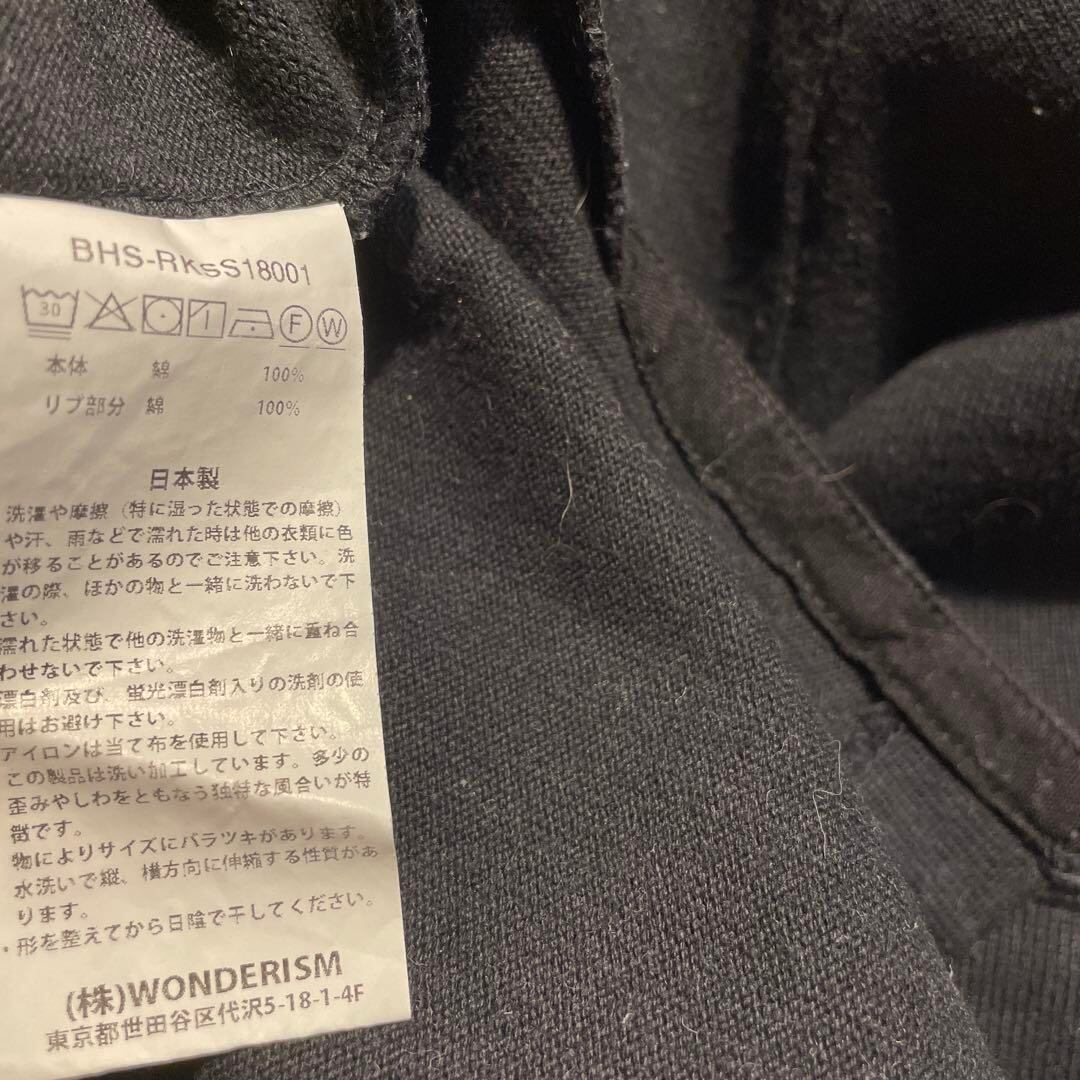 BHS-RKsS18001
30 F W
本体 綿 100%
リブ部分 綿 100%
日本製
洗濯や摩擦（特に湿った状態での摩擦）
や汗、雨などで濡れた時は他の衣類に色
が移ることがあるのでご注意下さい。洗
濯の際、ほかの物と一緒に洗わないで下
さい。
濡れた状態で他の洗濯物と一緒に重ね合
わせないで下さい。
漂白剤及び、蛍光漂白剤入りの洗剤の使
用はお避け下さい。
アイロンは当て布を使用して下さい。
この製品は洗い加工しています。多少の
歪みやしわをともなう独特な風合いが特
徴です。
物によりサイズにバラツキがあります。
水洗いで縦、横方向に伸縮する性質があ
ります。
・形を整えてから日陰で干してください。
(株)WONDERISM
東京都世田谷区代沢5-18-1-4F